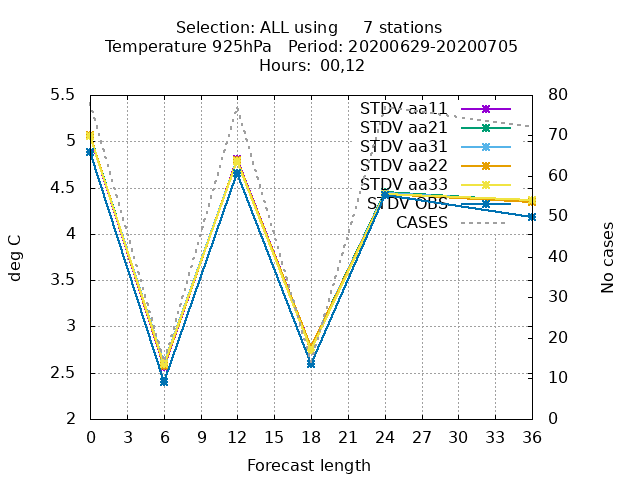 Selection: ALL using 7 stations
Temperature 925hPa Period: 20200629-20200705
Hours: 00,12
5.5
5
4.5
4
3.5
3
2.5
2
deg C
STDV aa11
STDV aa21
STDV aa31
STDV aa22
STDV aa33
STDV OBS
CASES
80
70
60
50
40
30
20
10
0
No cases
0 3 6 9 12 15 18 21 24 27 30 33 36
Forecast length